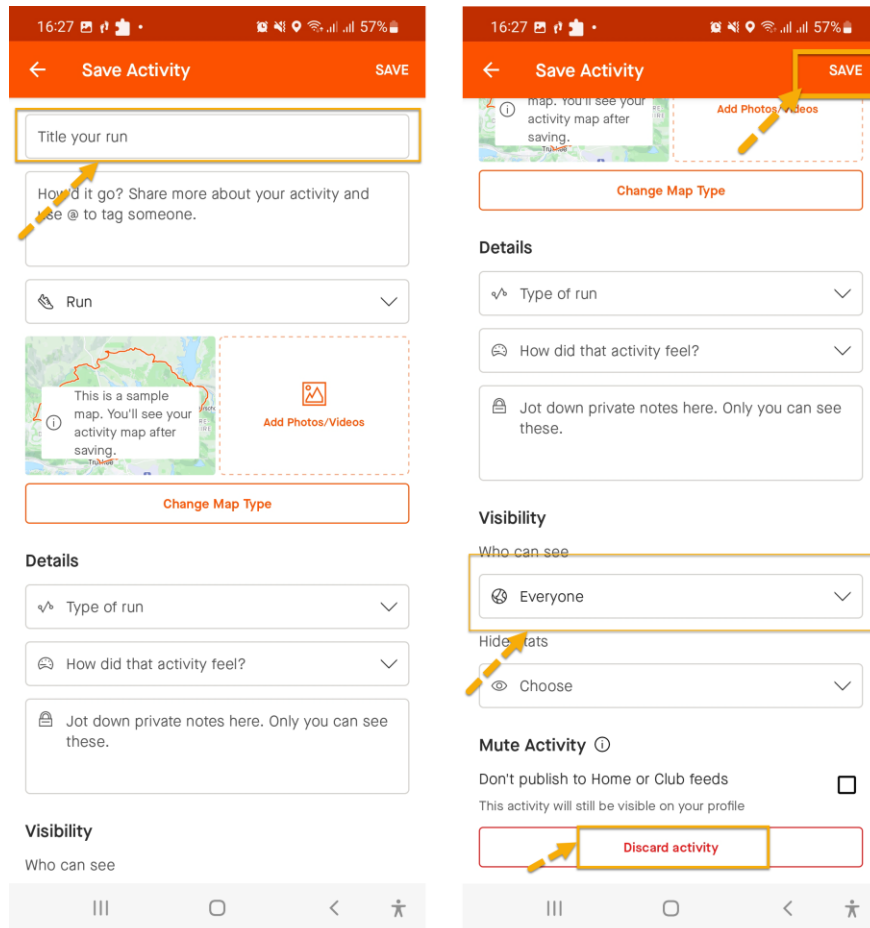 16:27
57%
Save Activity
SAVE
Title your run
How'd it go? Share more about your activity and
use @ to tag someone.
Run
This is a sample
map. You'll see your
activity map after
saving.
Add Photos/Videos
Change Map Type
Details
Type of run
How did that activity feel?
Jot down private notes here. Only you can see
these.
Visibility
Who can see
16:27
57%
Save Activity
SAVE
map. You'll see your
activity map after
saving.
Add Photos/Videos
Change Map Type
Details
Type of run
How did that activity feel?
Jot down private notes here. Only you can see
these.
Visibility
Who can see
Everyone
Hide stats
Choose
Mute Activity
Don't publish to Home or Club feeds
This activity will still be visible on your profile
Discard activity